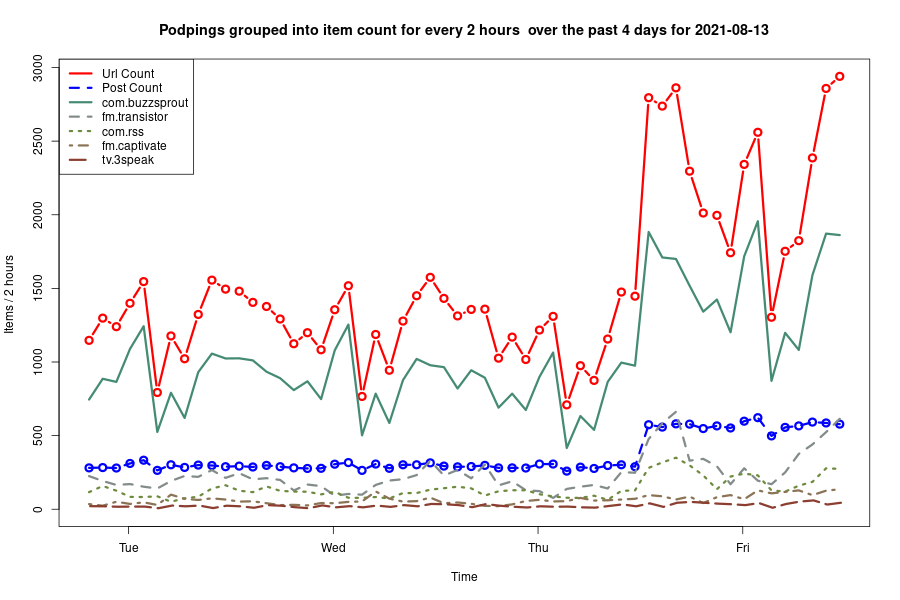 Podpings grouped into item count for every 2 hours  over the past 4 days for 2021-08-13
Url Count
Post Count
com.buzzsprout
fm.transistor
com.rss
fm.captivate
tv.3speak
Items / 2 hours
3000
2500
2000
1500
1000
500
0
Tue
Wed
Thu
Fri
Time